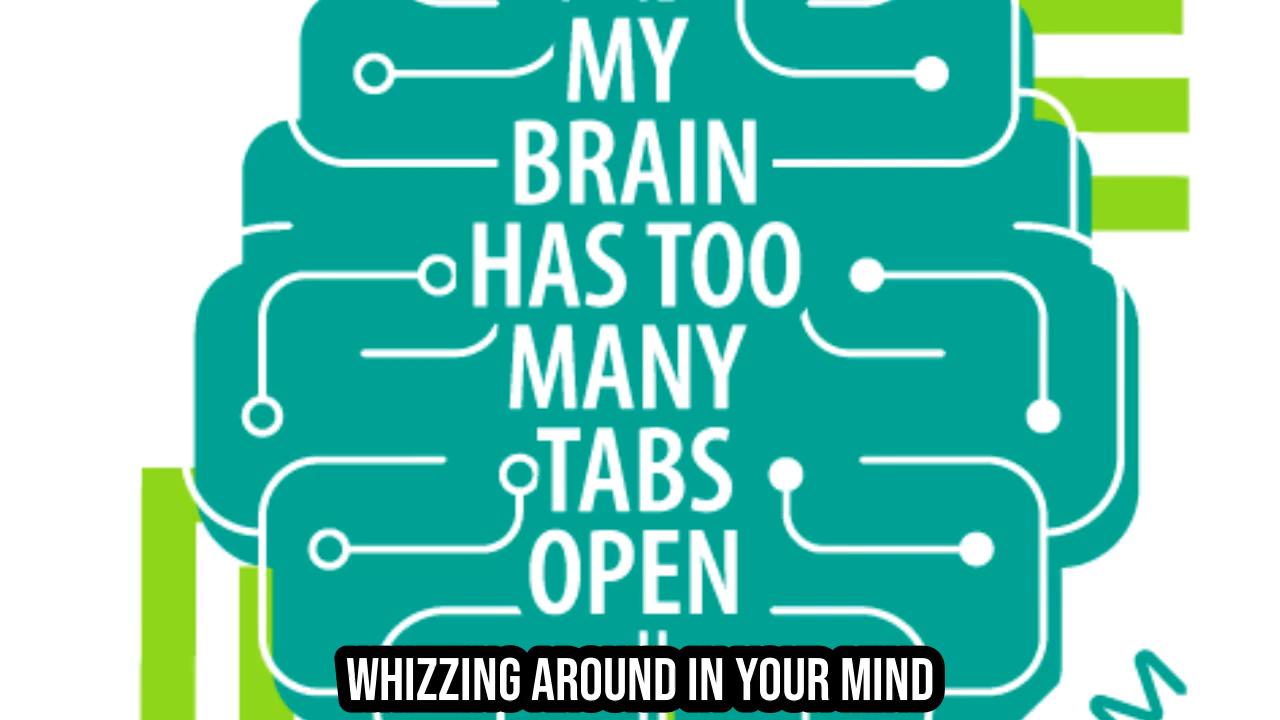 MY
BRAIN
HAS TOO
MANY
TABS
OPEN
WHIZZING AROUND IN YOUR MIND